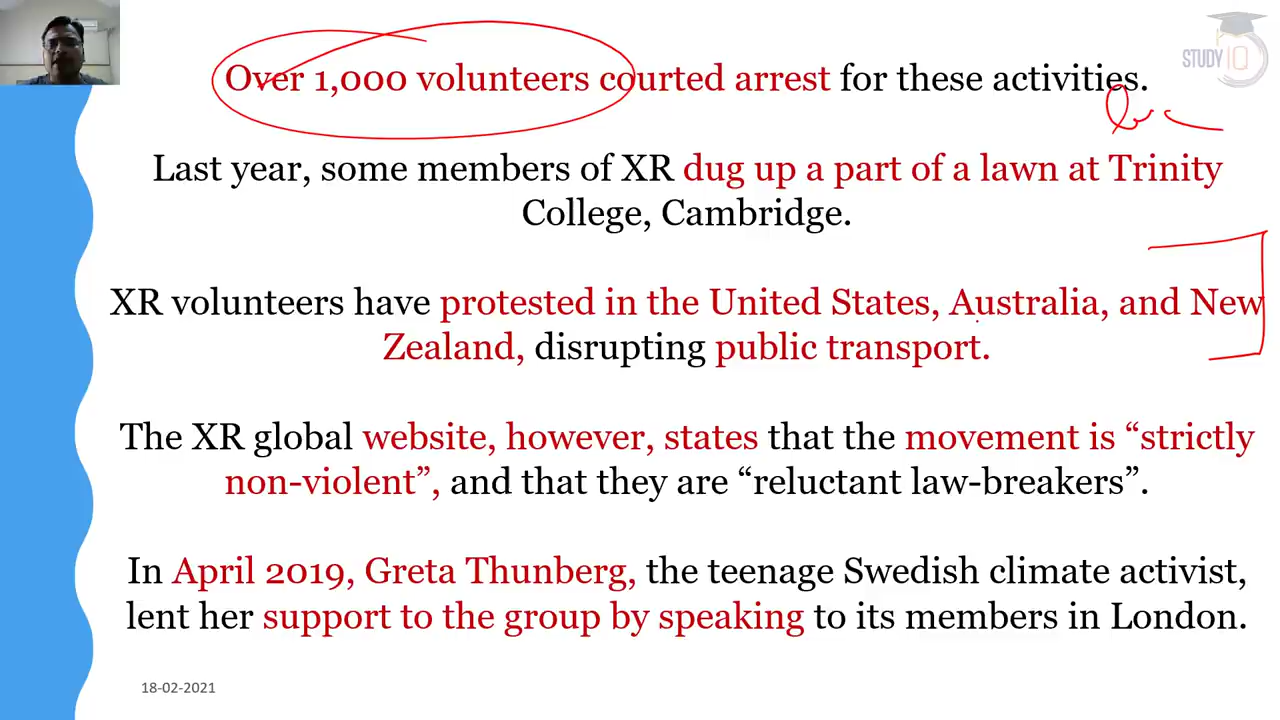 STUDY IQ
Over 1,000 volunteers courted arrest for these activities.
Last year, some members of XR dug up a part of a lawn at Trinity
College, Cambridge.
XR volunteers have protested in the United States, Australia, and New
Zealand, disrupting public transport.
The XR global website, however, states that the movement is “strictly
non-violent”, and that they are “reluctant law-breakers”.
In April 2019, Greta Thunberg, the teenage Swedish climate activist,
lent her support to the group by speaking to its members in London.
18-02-2021